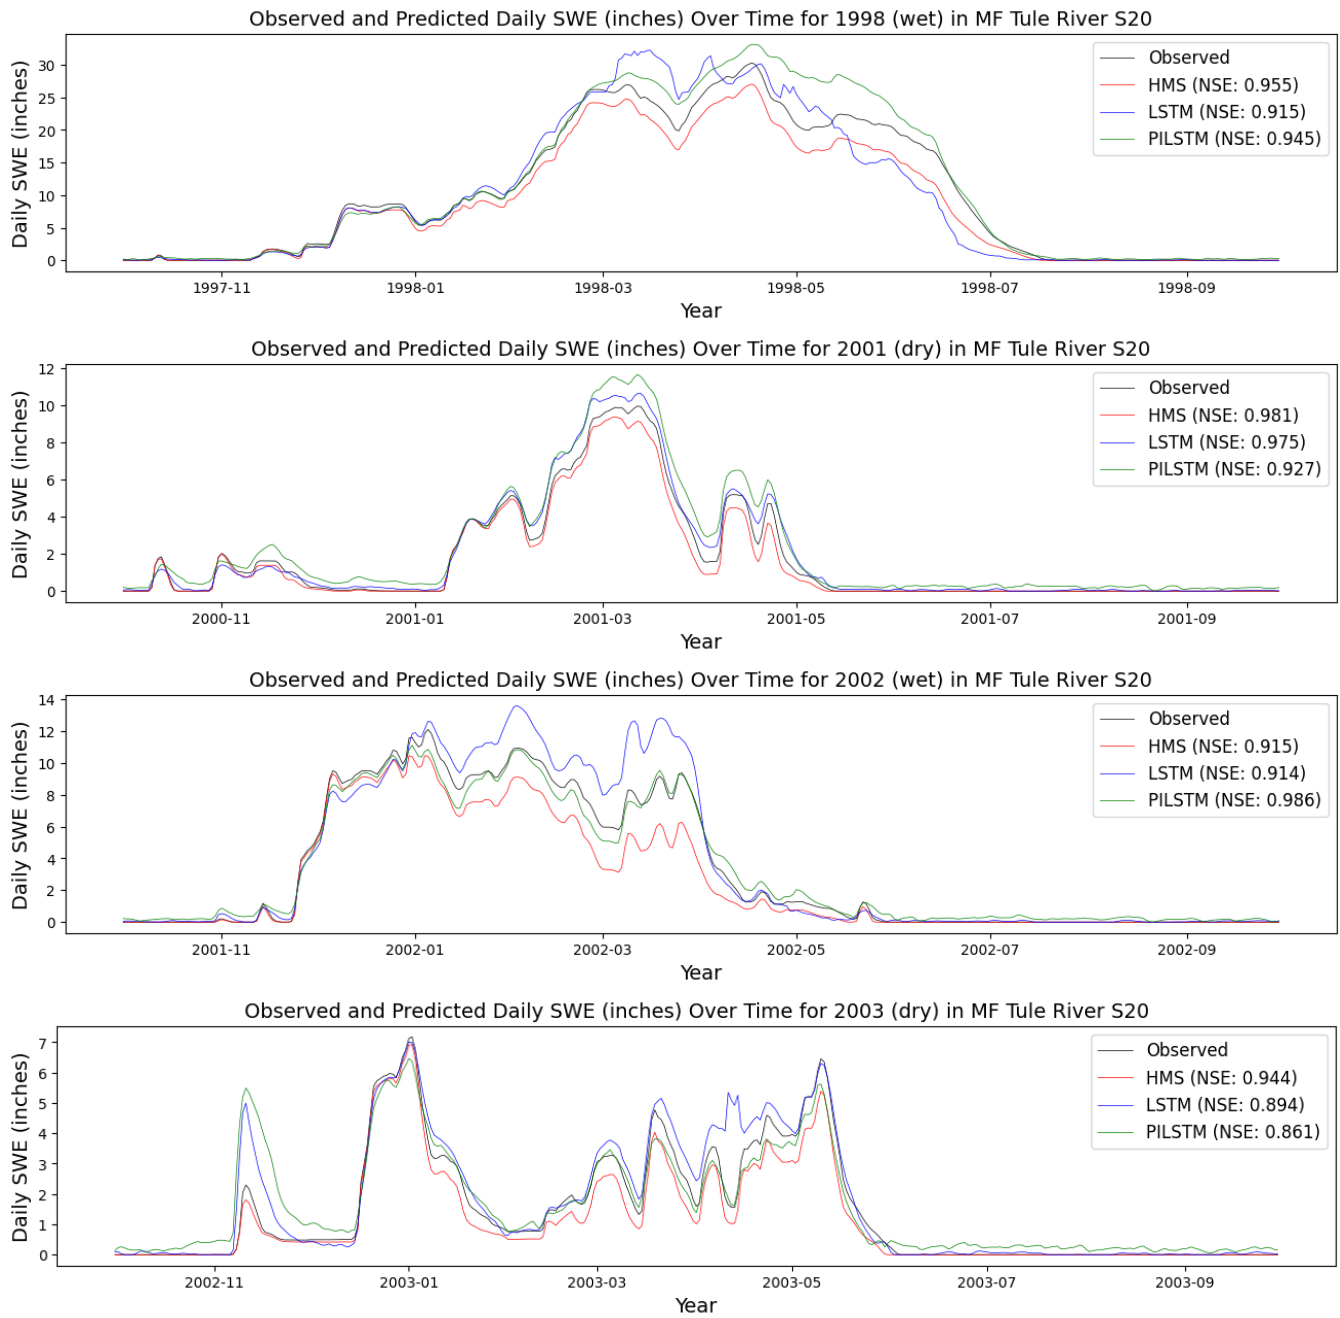 Observed and Predicted Daily SWE (inches) Over Time for 1998 (wet) in MF Tule River S20
Daily SWE (inches)
30
25
20
15
10
5
0
Observed
HMS (NSE: 0.955)
LSTM (NSE: 0.915)
PILSTM (NSE: 0.945)
1997-11 1998-01 1998-03 1998-05 1998-07 1998-09
Year
Observed and Predicted Daily SWE (inches) Over Time for 2001 (dry) in MF Tule River S20
Daily SWE (inches)
12
10
8
6
4
2
0
Observed
HMS (NSE: 0.981)
LSTM (NSE: 0.975)
PILSTM (NSE: 0.927)
2000-11 2001-01 2001-03 2001-05 2001-07 2001-09
Year
Observed and Predicted Daily SWE (inches) Over Time for 2002 (wet) in MF Tule River S20
Daily SWE (inches)
14
12
10
8
6
4
2
0
Observed
HMS (NSE: 0.915)
LSTM (NSE: 0.914)
PILSTM (NSE: 0.986)
2001-11 2002-01 2002-03 2002-05 2002-07 2002-09
Year
Observed and Predicted Daily SWE (inches) Over Time for 2003 (dry) in MF Tule River S20
Daily SWE (inches)
7
6
5
4
3
2
1
0
Observed
HMS (NSE: 0.944)
LSTM (NSE: 0.894)
PILSTM (NSE: 0.861)
2002-11 2003-01 2003-03 2003-05 2003-07 2003-09
Year